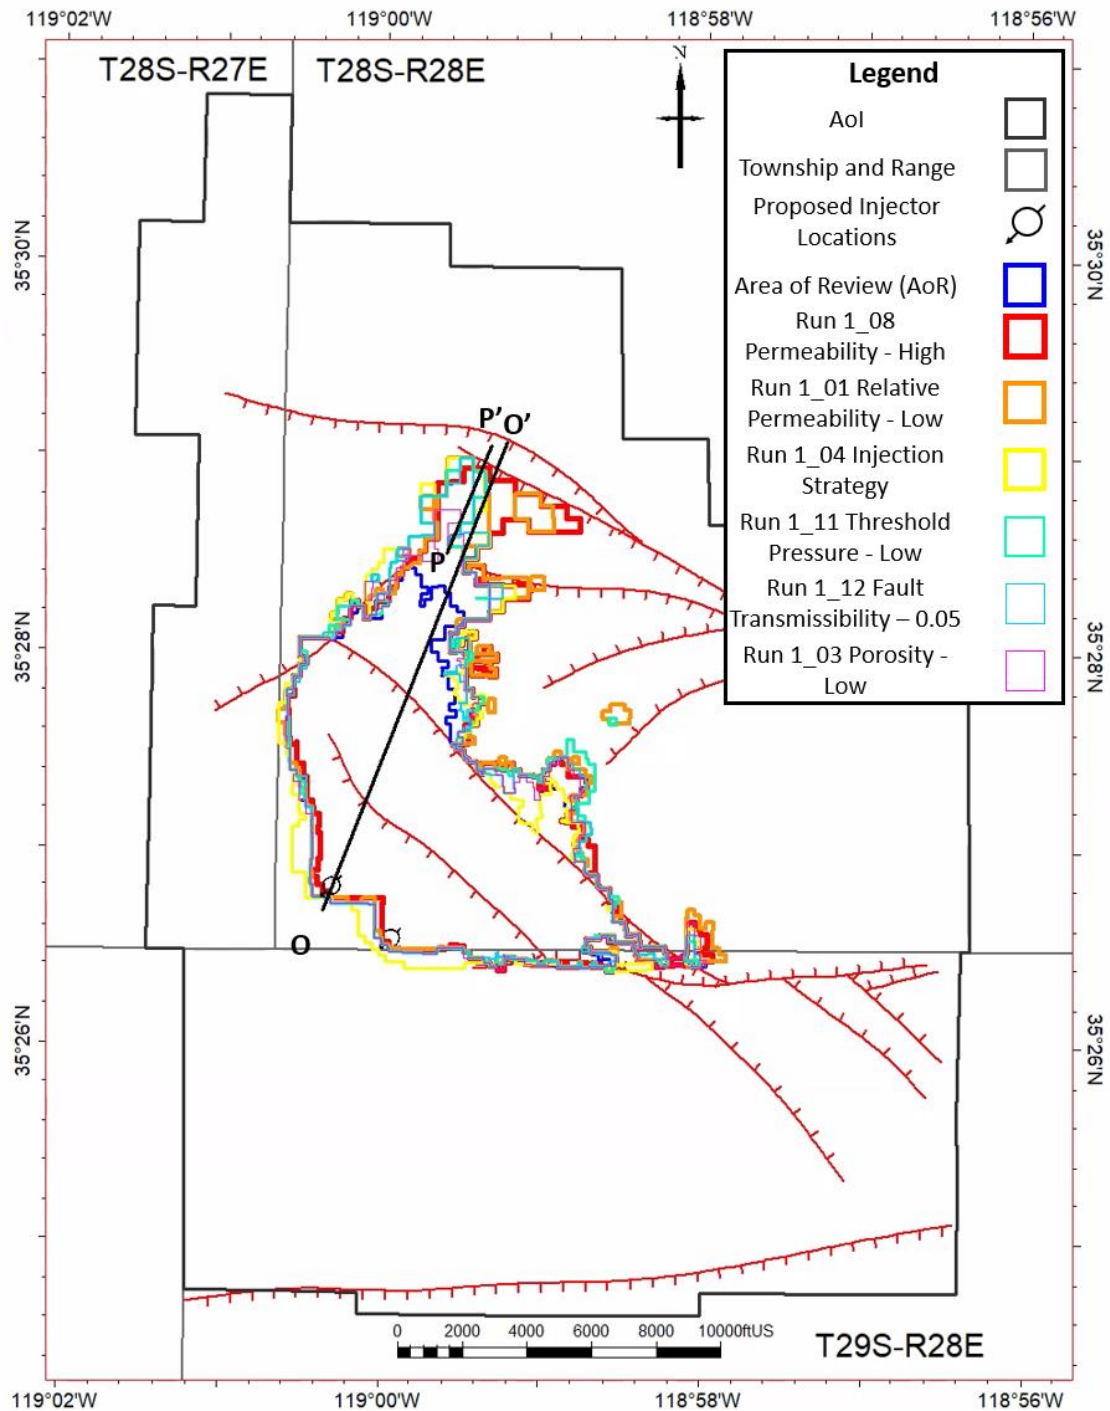 119°02'W 119°00'W 118°58'W 118°56'W
T28S-R27E T28S-R28E
N
Legend
AoI
Township and Range
Proposed Injector
Locations
Area of Review (AoR)
Run 1_08
Permeability - High
Run 1_01 Relative
Permeability - Low
Run 1_04 Injection
Strategy
Run 1_11 Threshold
Pressure - Low
Run 1_12 Fault
Transmissibility – 0.05
Run 1_03 Porosity -
Low
35°30'N 35°30'N
P' O'
P
35°28'N 35°28'N
O
35°26'N 35°26'N
0 2000 4000 6000 8000 10000ftUS
T29S-R28E
119°02'W 119°00'W 118°58'W 118°56'W